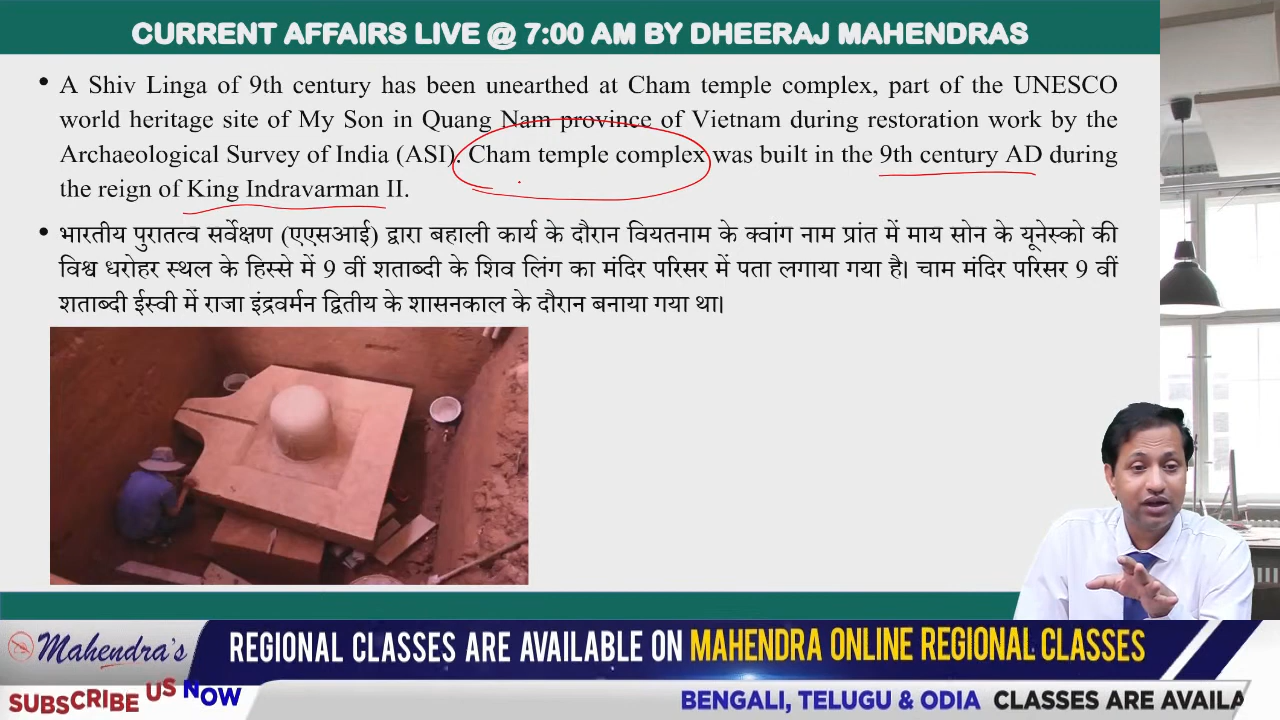 CURRENT AFFAIRS LIVE @ 7:00 AM BY DHEERAJ MAHENDRAS
• A Shiv Linga of 9th century has been unearthed at Cham temple complex, part of the UNESCO
world heritage site of My Son in Quang Nam province of Vietnam during restoration work by the
Archaeological Survey of India (ASI). Cham temple complex was built in the 9th century AD during
the reign of King Indravarman II.
• भारतीय पुरातत्व सर्वेक्षण (एएसआई) द्वारा बहाली कार्य के दौरान वियतनाम के क्वांग नाम प्रांत में माय सोन के यूनेस्को की
विश्व धरोहर स्थल के हिस्से में 9 वीं शताब्दी के शिव लिंग का मंदिर परिसर में पता लगाया गया है। चाम मंदिर परिसर 9 वीं
शताब्दी ईस्वी में राजा इंद्रवर्मन द्वितीय के शासनकाल के दौरान बनाया गया था।
Mahendra's
REGIONAL CLASSES ARE AVAILABLE ON MAHENDRA ONLINE REGIONAL CLASSES
SUBSCRIBE US NOW
BENGALI, TELUGU & ODIA CLASSES ARE AVAILA